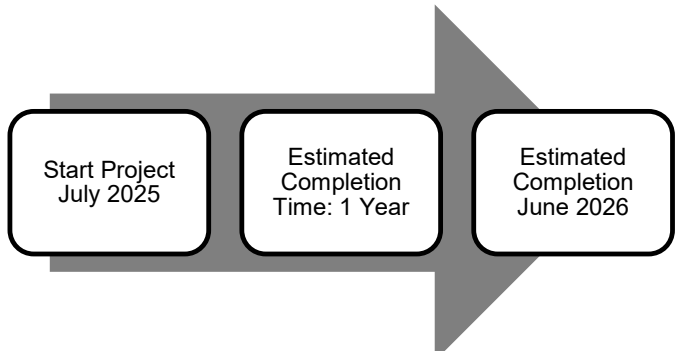 Start Project
July 2025
Estimated
Completion
Time: 1 Year
Estimated
Completion
June 2026